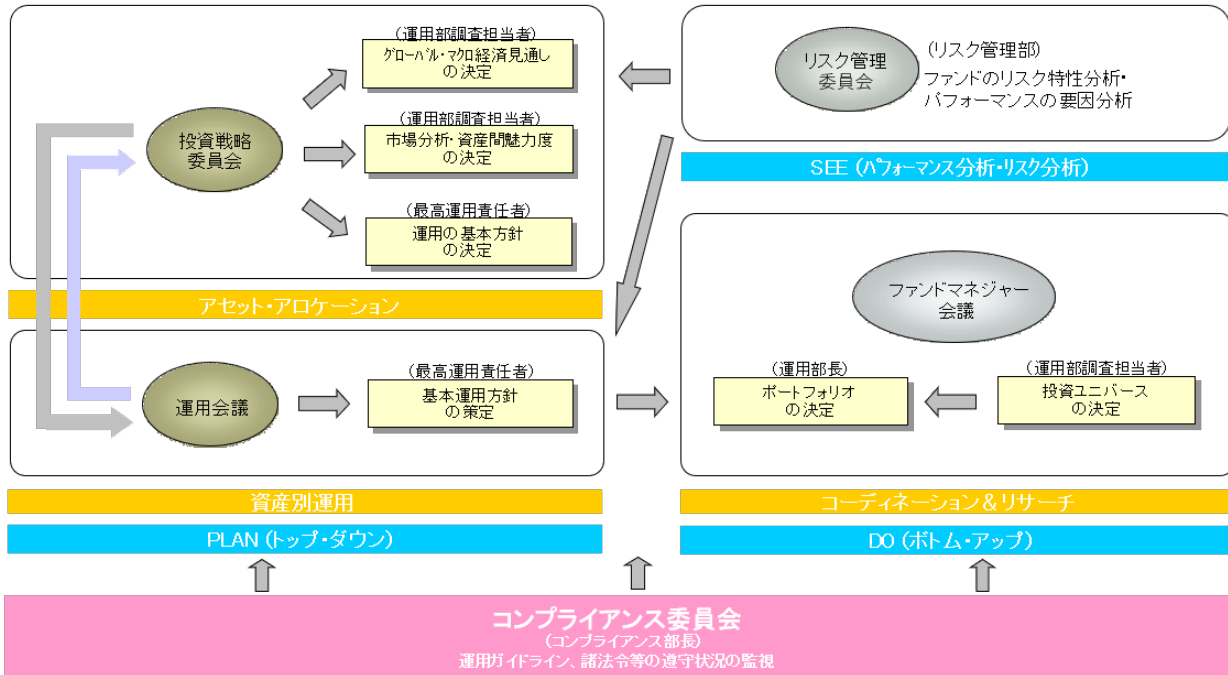 (運用部調査担当者)
グローバル・マクロ経済見通し
の決定
投資戦略
委員会
(運用部調査担当者)
市場分析・資産間魅力度
の決定
(最高運用責任者)
運用の基本方針
の決定
アセット・アロケーション
運用会議
(最高運用責任者)
基本運用方針
の策定
資産別運用
PLAN (トップ・ダウン)
リスク管理
委員会
(リスク管理部)
ファンドのリスク特性分析・
パフォーマンスの要因分析
SEE (パフォーマンス分析・リスク分析)
ファンドマネジャー
会議
(運用部長)
ポートフォリオ
の決定
(運用部調査担当者)
投資ユニバース
の決定
コーディネーション&リサーチ
DO (ボトム・アップ)
コンプライアンス委員会
(コンプライアンス部長)
運用ガイドライン、諸法令等の遵守状況の監視